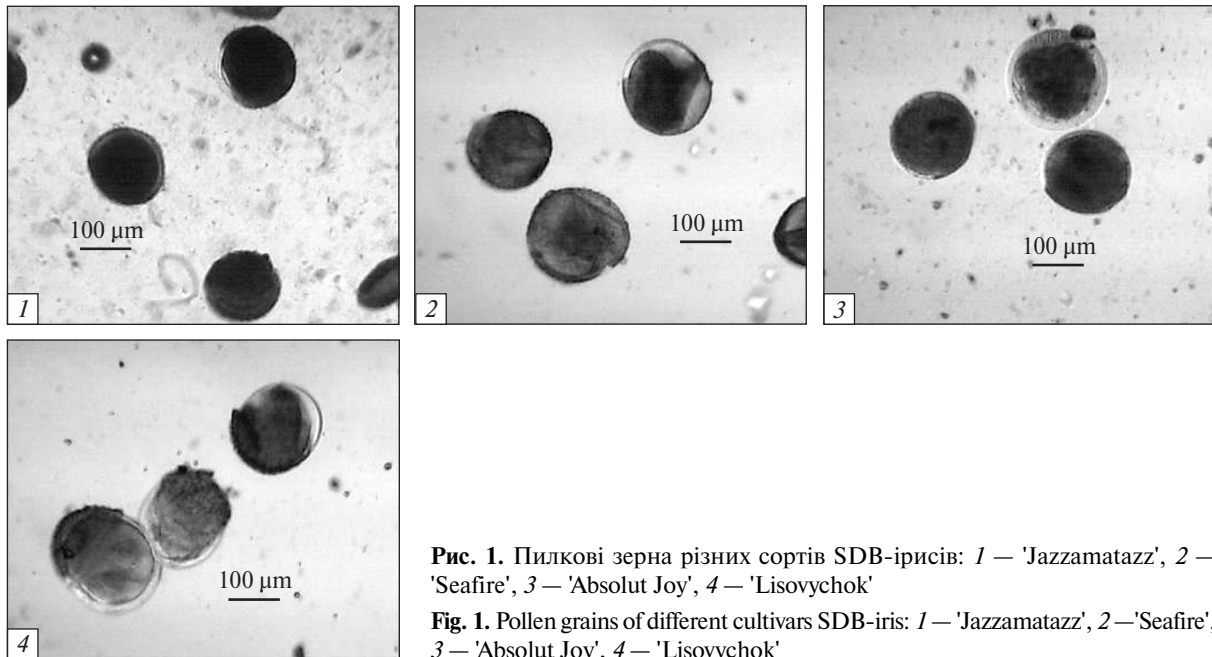 100 μm
1
100 μm
2
100 μm
3
100 μm
4
Рис. 1. Пилкові зерна різних сортів SDB-ірисів: 1 — 'Jazzamatazz', 2 —
'Seafire', 3 — 'Absolut Joy', 4 — 'Lisovychok'
Fig. 1. Pollen grains of different cultivars SDB-iris: 1 — 'Jazzamatazz', 2 —'Seafire',
3 — 'Absolut Joy', 4 — 'Lisovychok'